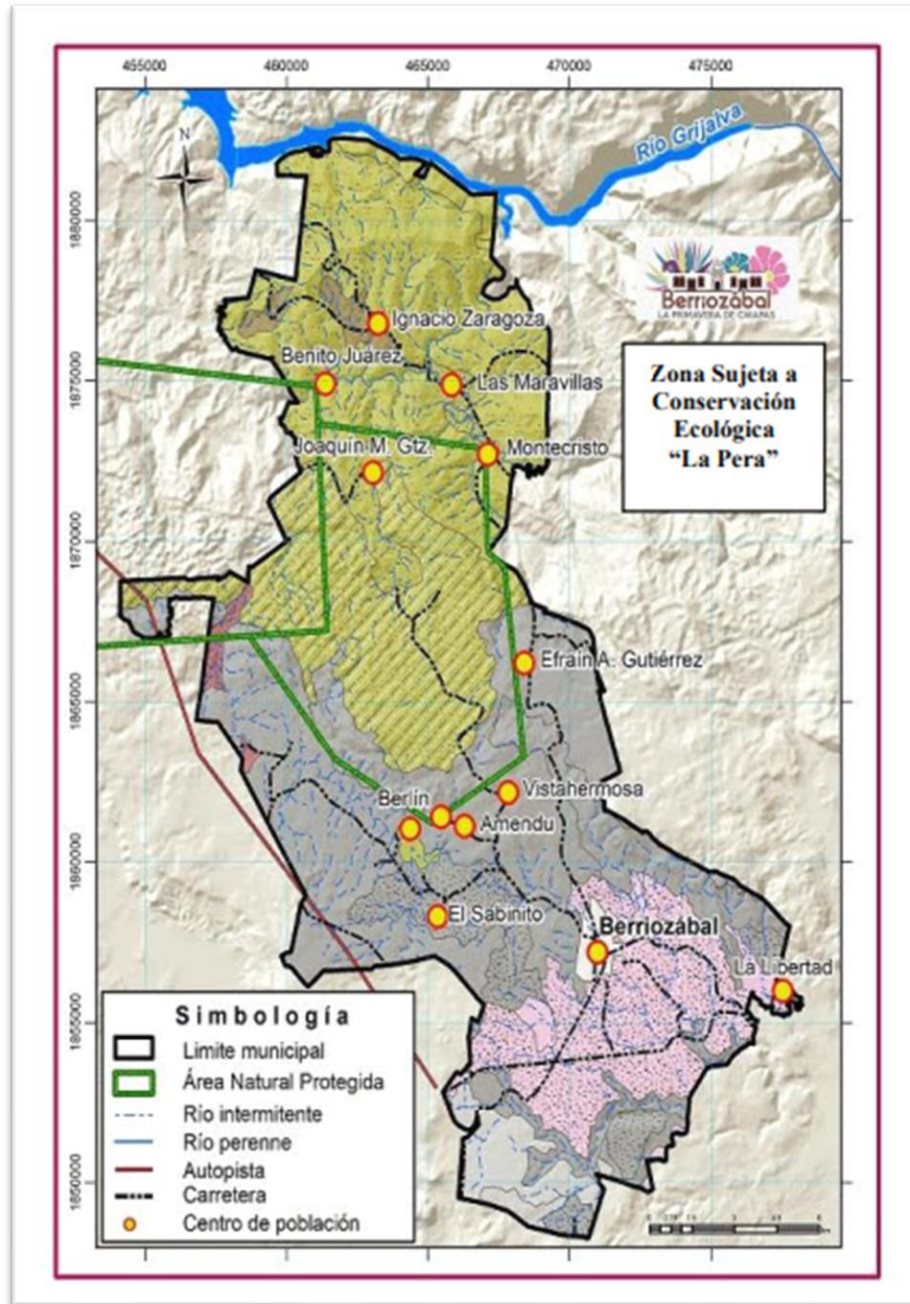 455000 460000 465000 470000 475000
N
Río Grijalva
1880000
Berriozábal
LA PRIMAVERA DE CHIAPAS
Ignacio Zaragoza
Benito Juárez
1875000
Las Maravillas
Zona Sujeta a
Conservación
Ecológica
“La Pera”
Joaquín M. Gtz.
Montecristo
1870000
Efraín A. Gutiérrez
1865000
Vistahermosa
Berlín
Amendu
1860000
El Sabinito
Berriozábal
La Libertad
1855000
Simbología
Limite municipal
Área Natural Protegida
Río intermitente
Río perenne
Autopista
Carretera
Centro de población
1850000